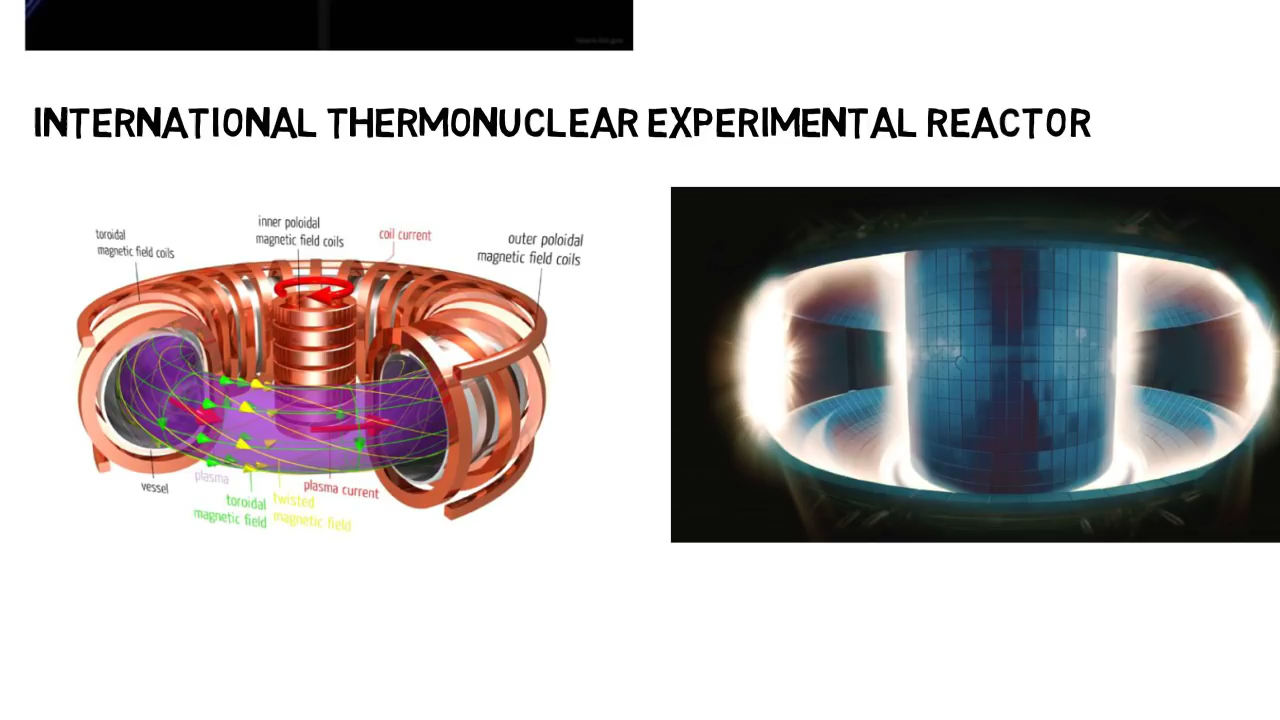 INTERNATIONAL THERMONUCLEAR EXPERIMENTAL REACTOR
toroidal
magnetic field coils
inner poloidal
magnetic field coils
coil current
outer poloidal
magnetic field coils
vessel
plasma
plasma current
toroidal
magnetic field
twisted
magnetic field